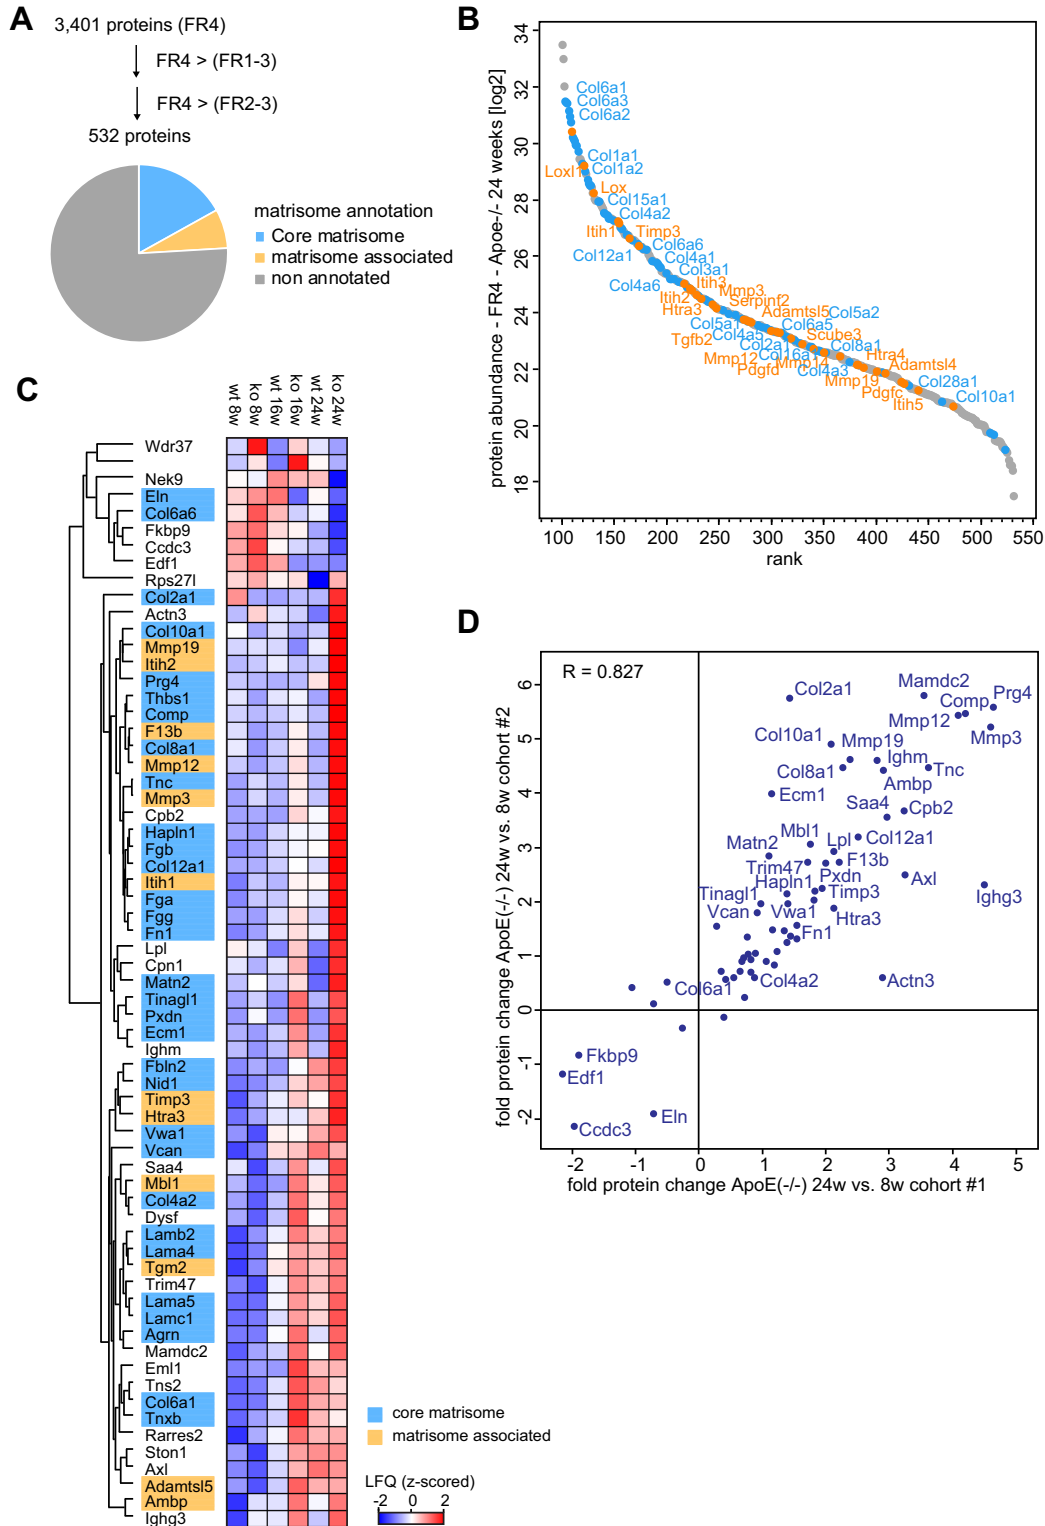 A
3,401 proteins (FR4)
FR4 > (FR1-3)
FR4 > (FR2-3)
532 proteins
matrisome annotation
Core matrisome
matrisome associated
non annotated
B
protein abundance - FR4 - Apoe-/- 24 weeks [log2]
34
32
30
28
26
24
22
20
18
Col6a1
Col6a3
Col6a2
Col1a1
Loxl1
Col1a2
Lox
Col15a1
Col4a2
Itih1
Timp3
Col6a6
Col12a1
Col4a1
Col3a1
Col4a6
Itih3
Mmp3
Itih2
Serpinf2
Htra3
Adamtsl5
Col5a2
Col5a1
Col6a5
Tgfb2
Col4a5
Scube3
Col2a1
Col8a1
Mmp12
Col16a1
Htra4
Pdgfd
Mmp14
Col4a3
Adamtsl4
Mmp19
Col28a1
Pdgfc
Col10a1
Itih5
100
150
200
250
300
350
400
450
500
550
rank
C
wt 8w
ko 8w
wt 16w
ko 16w
wt 24w
ko 24w
Wdr37
Nek9
Eln
Col6a6
Fkbp9
Ccdc3
Edf1
Rps27l
Col2a1
Actn3
Col10a1
Mmp19
Itih2
Prg4
Thbs1
Comp
F13b
Col8a1
Mmp12
Tnc
Mmp3
Cpb2
Hapln1
Fgb
Col12a1
Itih1
Fga
Fgg
Fn1
Lpl
Cpn1
Matn2
Tinagl1
Pxdn
Ecm1
Ighm
Fbln2
Nid1
Timp3
Htra3
Vwa1
Vcan
Saa4
Mbl1
Col4a2
Dysf
Lamb2
Lama4
Tgm2
Trim47
Lama5
Lamc1
Agrn
Mamdc2
Eml1
Tns2
Col6a1
Tnxb
Rarres2
Ston1
Axl
Adamtsl5
Ambp
Ighg3
core matrisome
matrisome associated
LFQ (z-scored)
-2
0
2
D
R = 0.827
fold protein change ApoE(-/-) 24w vs. 8w cohort #2
6
5
4
3
2
1
0
-1
-2
Col2a1
Mamdc2
Prg4
Comp
Mmp12
Mmp3
Col10a1
Mmp19
Ighm
Tnc
Col8a1
Ambp
Ecm1
Saa4
Cpb2
Mbl1
Col12a1
Matn2
Lpl
F13b
Trim47
Pxdn
Axl
Hapln1
Timp3
Ighg3
Tinagl1
Vcan
Vwa1
Htra3
Fn1
Col6a1
Col4a2
Actn3
Fkbp9
Edf1
Eln
Ccdc3
-2
-1
0
1
2
3
4
5
fold protein change ApoE(-/-) 24w vs. 8w cohort #1